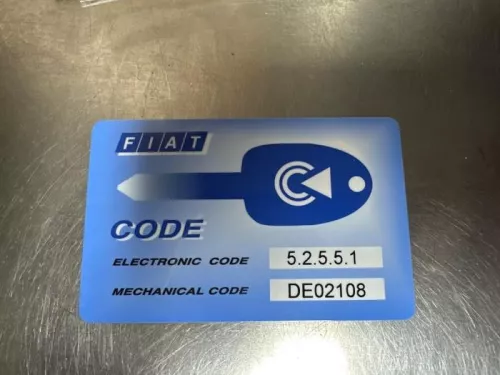 FIAT
CODE
ELECTRONIC CODE 5.2.5.5.1
MECHANICAL CODE DE02108